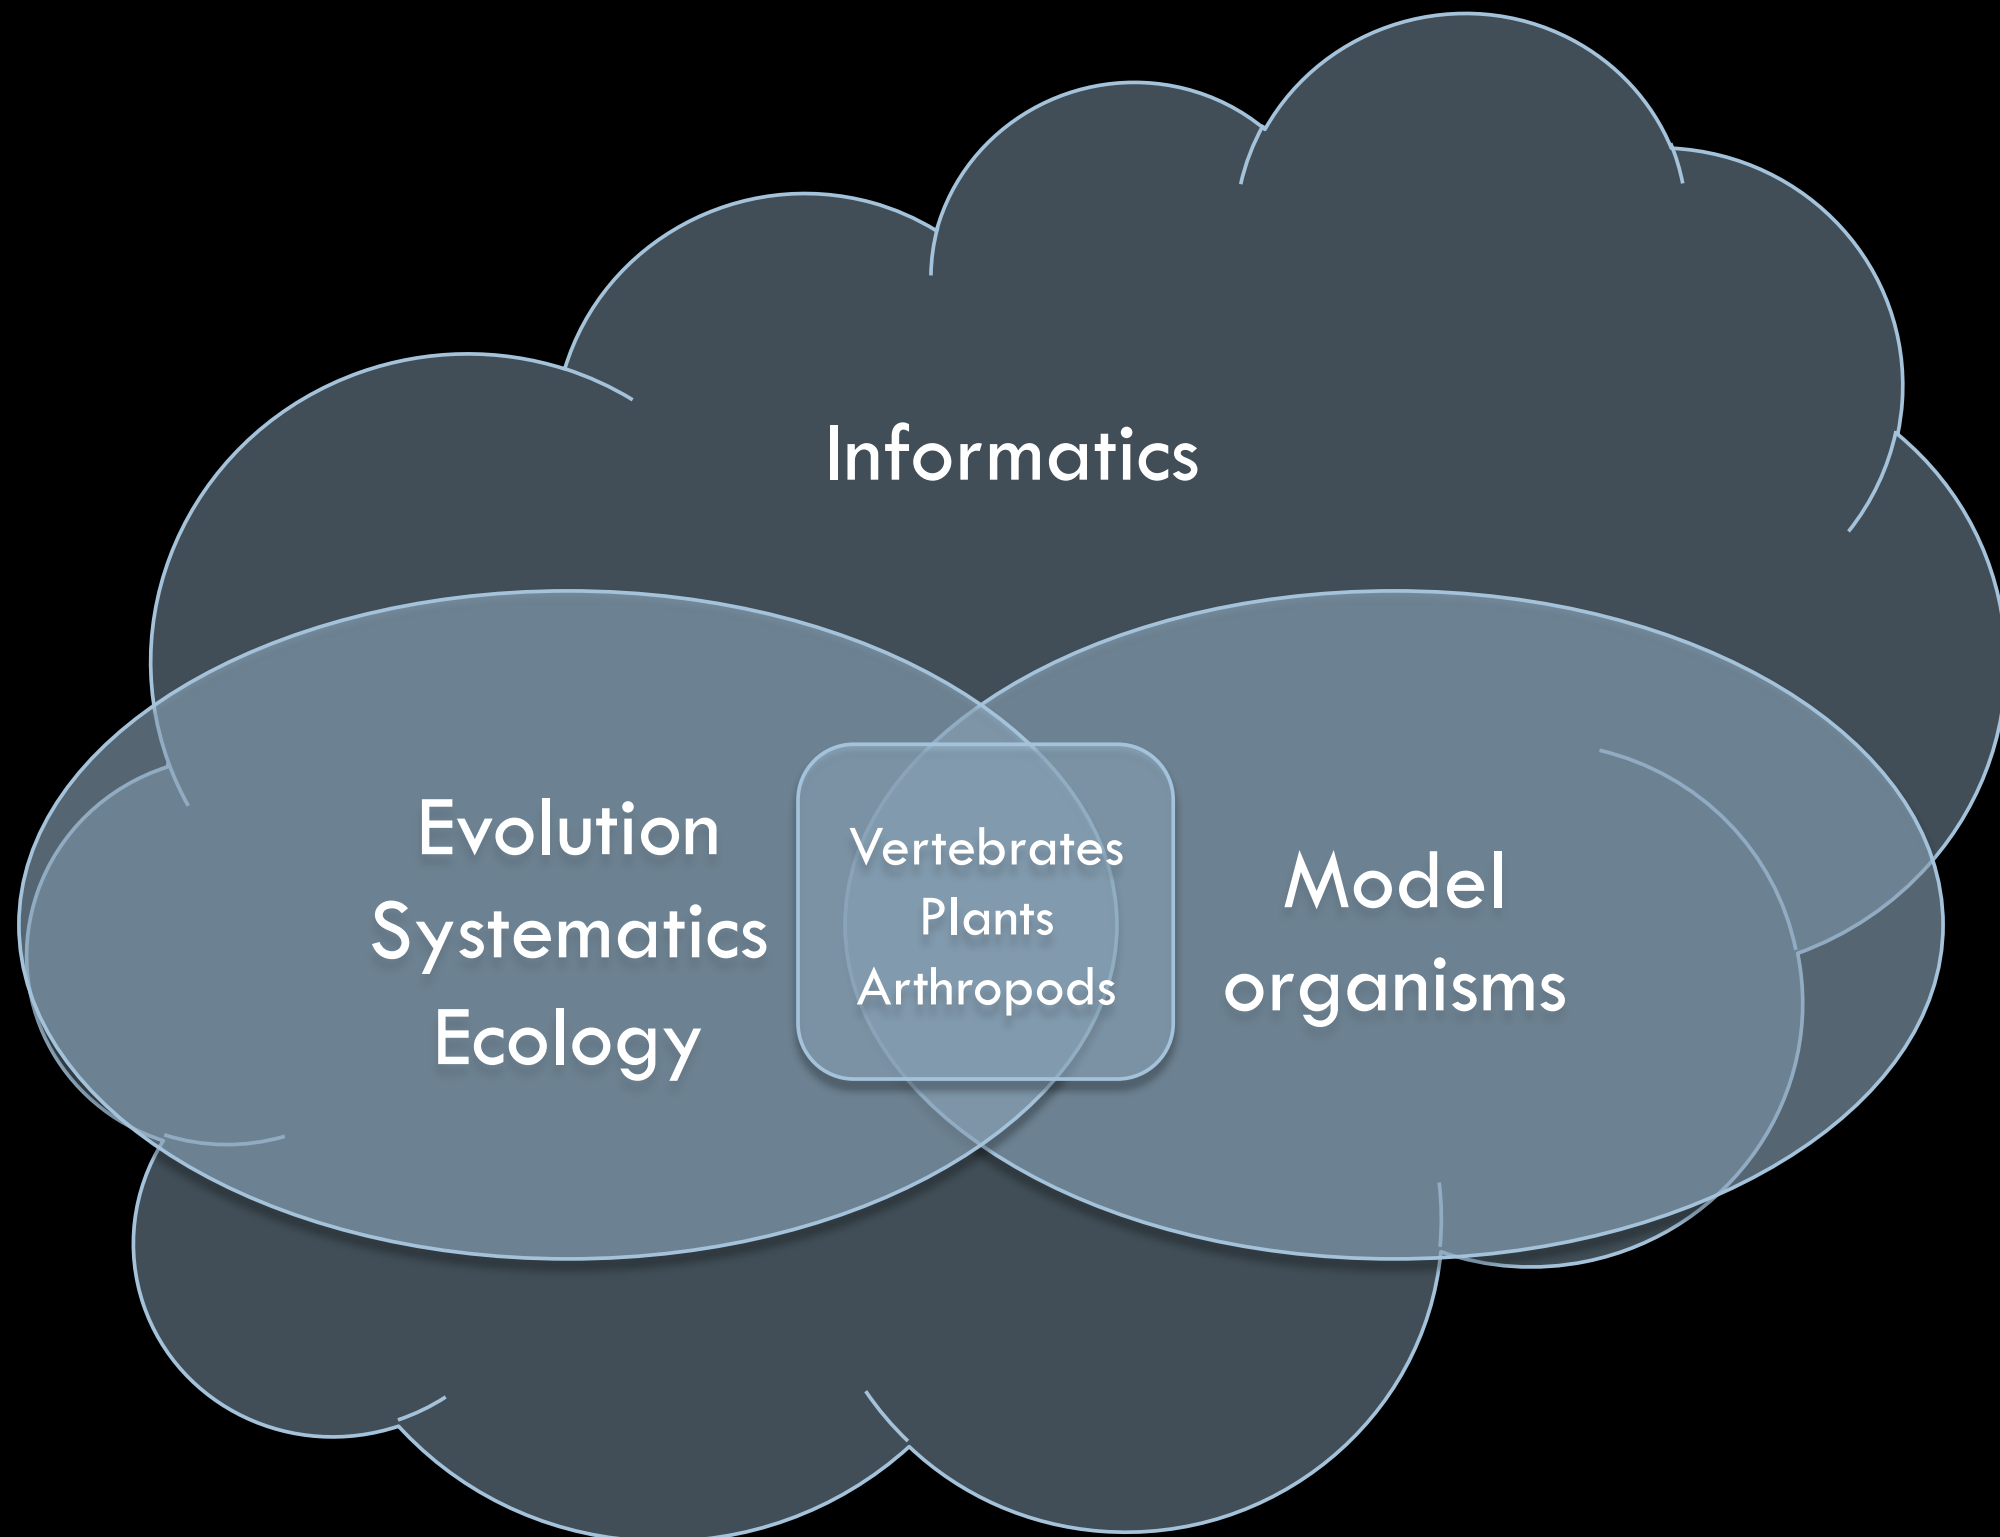 Informatics
Evolution
Systematics
Ecology
Vertebrates
Plants
Arthropods
Model
organisms